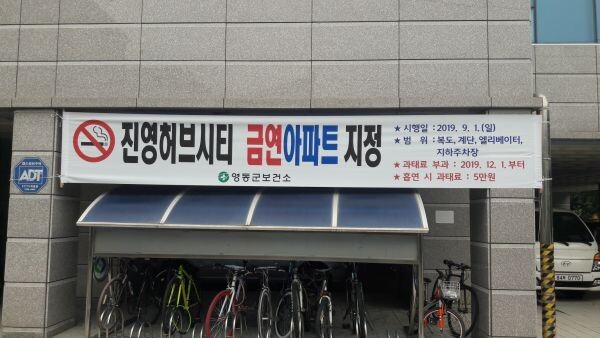 진영허브시티 금연아파트 지정
영동군보건소
★ 시행일 : 2019. 9. 1.(일)
★ 범 위 : 복도, 계단, 엘리베이터,
지하주차장
★ 과태료 부과 : 2019. 12. 1.부터
★ 흡연 시 과태료 : 5만원
ADT